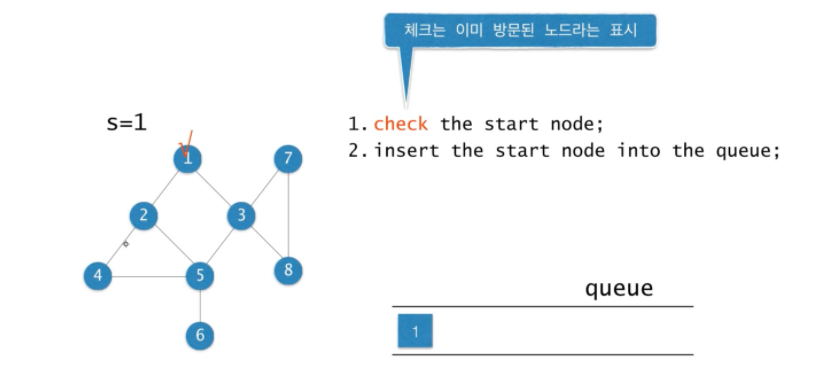 체크는 이미 방문된 노드라는 표시
s=1
1. check the start node;
2. insert the start node into the queue;
1
7
2
3
4
5
8
6
queue
1